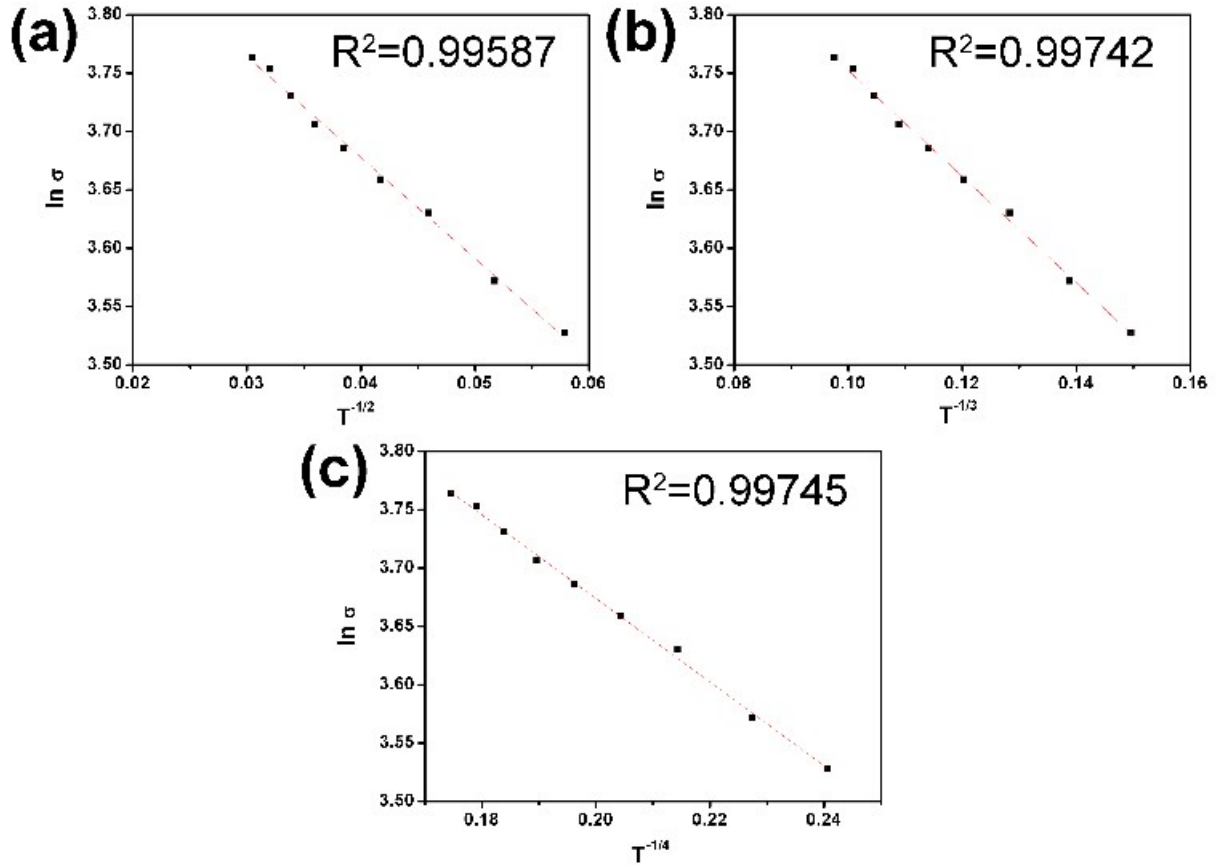 (a)
R²=0.99587
3.80
3.75
3.70
3.65
3.60
3.55
3.50
ln σ
0.02 0.03 0.04 0.05 0.06
T⁻¹/²
(b)
R²=0.99742
3.80
3.75
3.70
3.65
3.60
3.55
3.50
ln σ
0.08 0.10 0.12 0.14 0.16
T⁻¹/³
(c)
R²=0.99745
3.80
3.75
3.70
3.65
3.60
3.55
3.50
ln σ
0.18 0.20 0.22 0.24
T⁻¹/⁴